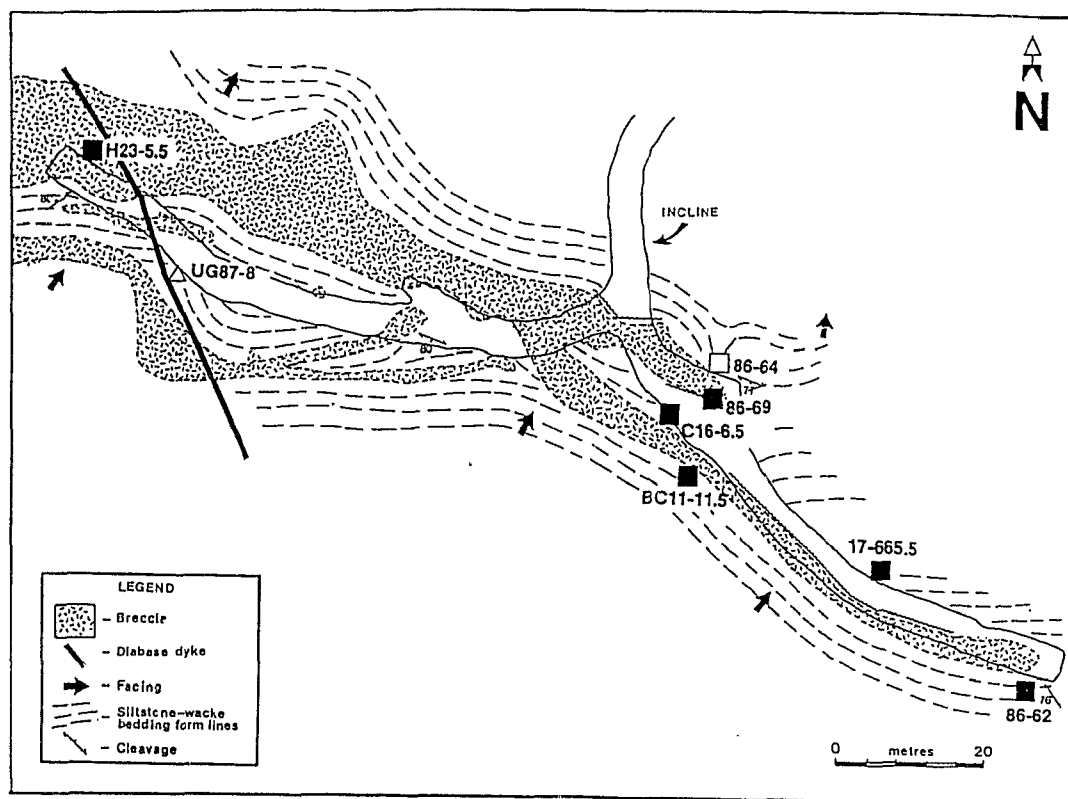 N
H23-5.5
INCLINE
UG87-8
86-64
71
86-69
C16-6.5
BC11-11.5
17-665.5
86-62
LEGEND
- Breccia
- Diabase dyke
- Facing
Siltstone-wacke
- bedding form lines
- Cleavage
0 metres 20